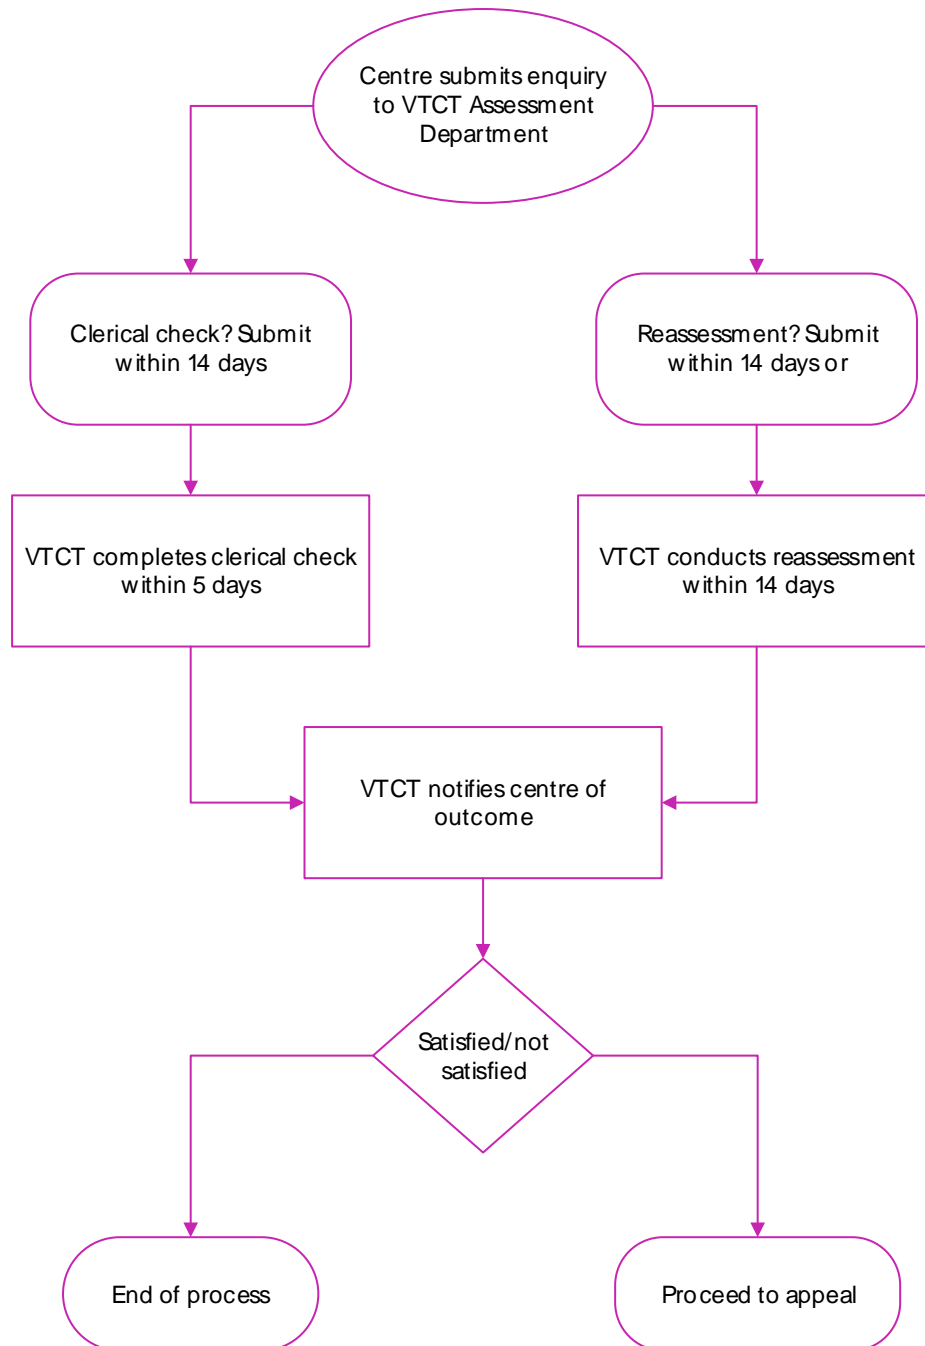 Centre submits enquiry
to VTCT Assessment
Department
Clerical check? Submit
within 14 days
Reassessment? Submit
within 14 days or
VTCT completes clerical check
within 5 days
VTCT conducts reassessment
within 14 days
VTCT notifies centre of
outcome
Satisfied/not
satisfied
End of process
Proceed to appeal